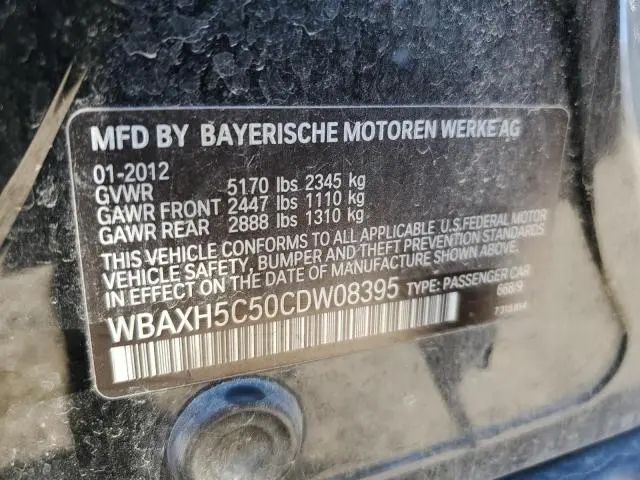 MFD BY BAYERISCHE MOTOREN WERKE AG
01-2012
GVWR 5170 lbs 2345 kg
GAWR FRONT 2447 lbs 1110 kg
GAWR REAR 2888 lbs 1310 kg
THIS VEHICLE CONFORMS TO ALL APPLICABLE U.S.FEDERAL MOTOR
VEHICLE SAFETY, BUMPER AND THEFT PREVENTION STANDARDS
IN EFFECT ON THE DATE OF MANUFACTURE SHOWN ABOVE.
WBAXH5C50CDW08395 TYPE: PASSENGER CAR
668/9